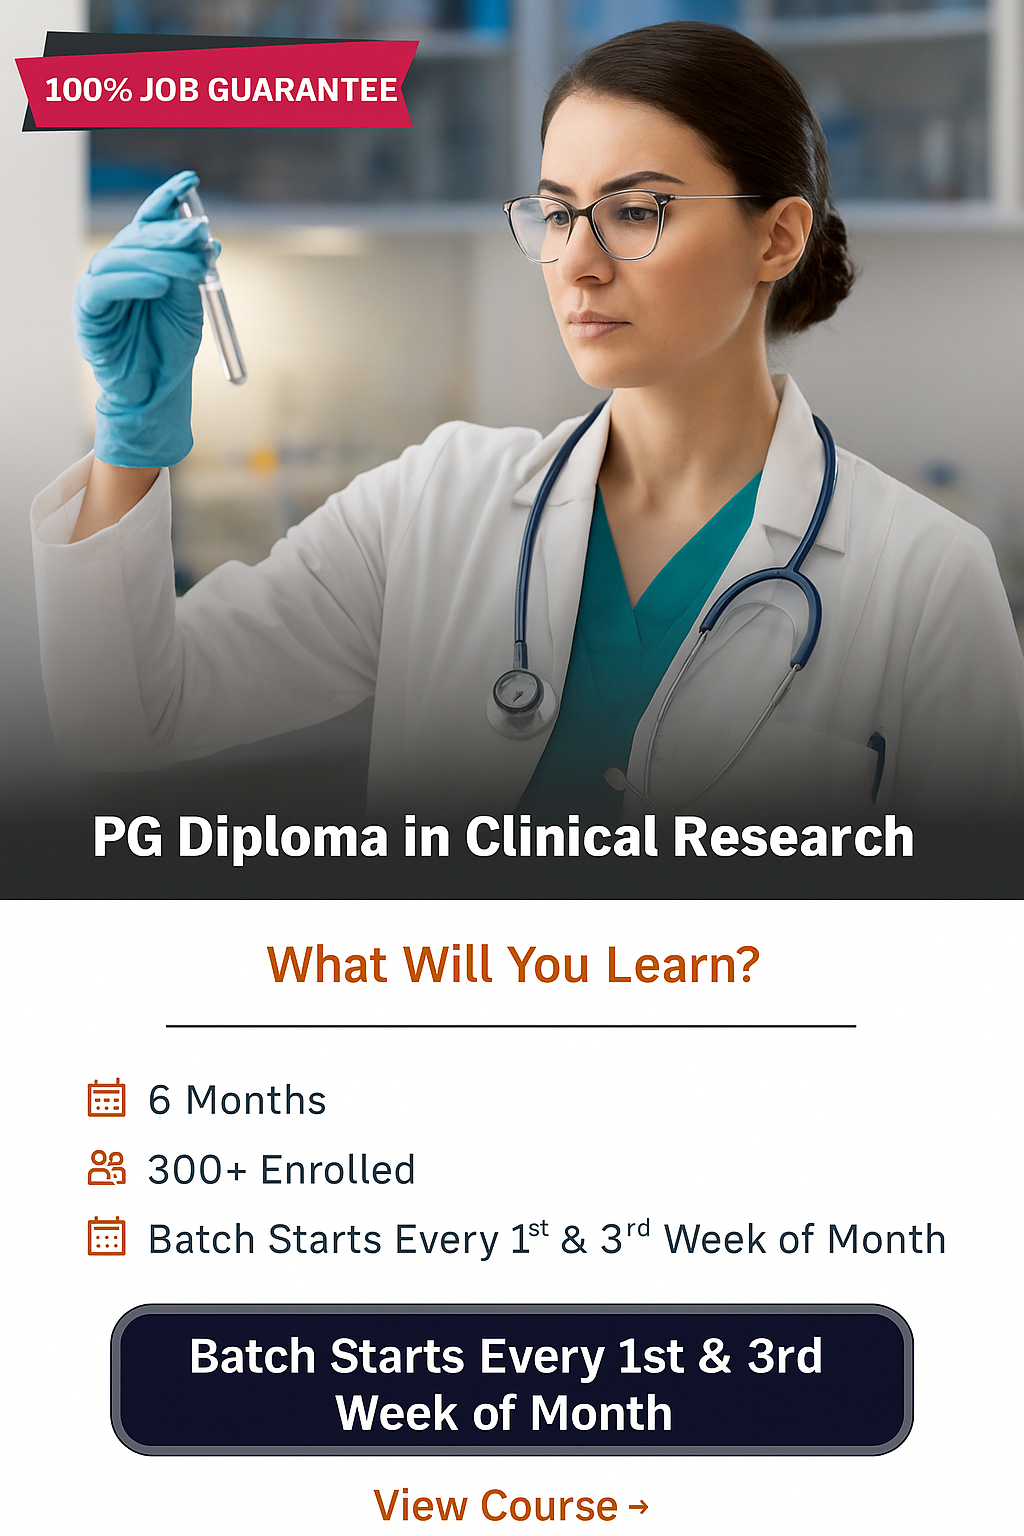 100% JOB GUARANTEE
PG Diploma in Clinical Research
What Will You Learn?
6 Months
300+ Enrolled
Batch Starts Every 1st & 3rd Week of Month
Batch Starts Every 1st & 3rd
Week of Month
View Course →